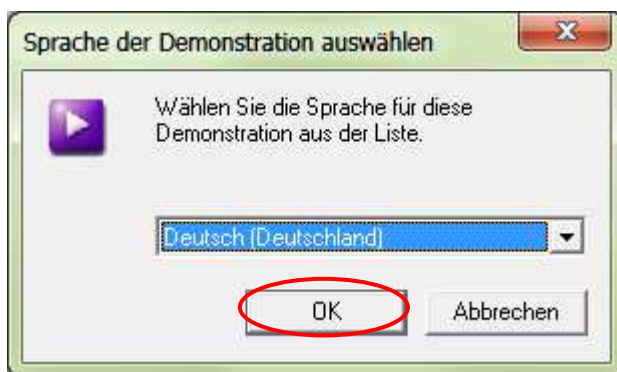 Sprache der Demonstration auswählen
Wählen Sie die Sprache für diese
Demonstration aus der Liste.
Deutsch (Deutschland)
OK
Abbrechen